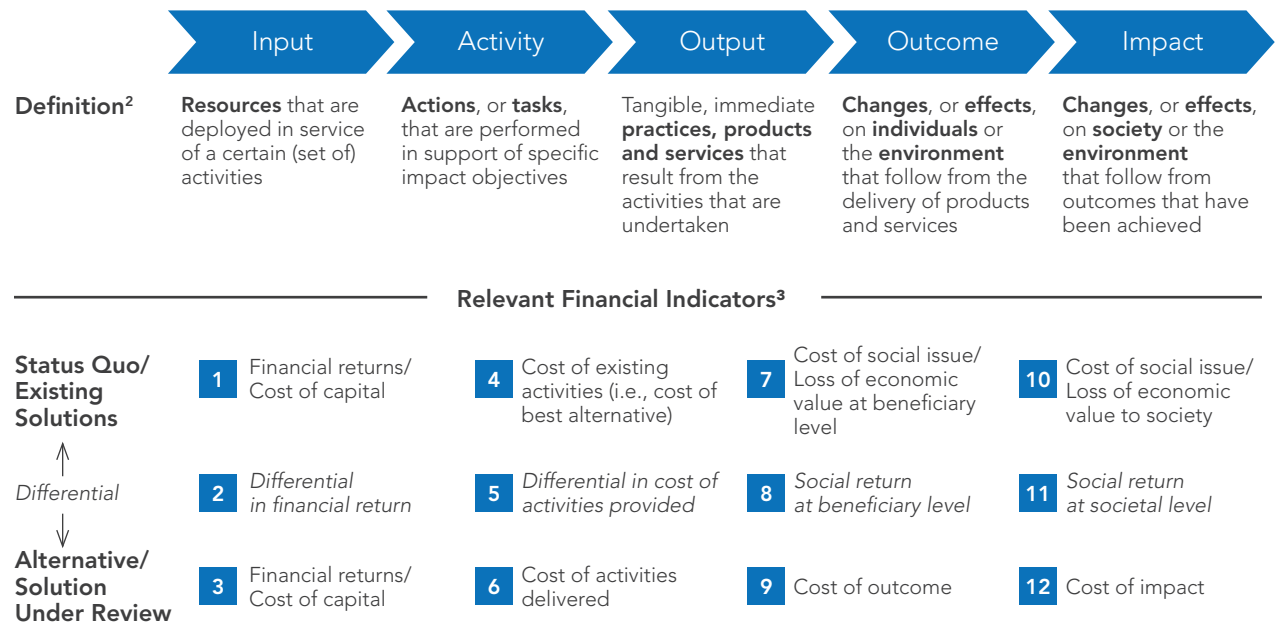 Input
Activity
Output
Outcome
Impact
Definition²
Resources that are
deployed in service
of a certain (set of)
activities
Actions, or tasks,
that are performed
in support of specific
impact objectives
Tangible, immediate
practices, products
and services that
result from the
activities that are
undertaken
Changes, or effects,
on individuals or
the environment
that follow from the
delivery of products
and services
Changes, or effects,
on society or the
environment
that follow from
outcomes that have
been achieved
Relevant Financial Indicators³
Status Quo/
Existing
Solutions
1
Financial returns/
Cost of capital
4
Cost of existing
activities (i.e., cost of
best alternative)
7
Cost of social issue/
Loss of economic
value at beneficiary
level
10
Cost of social issue/
Loss of economic
value to society
Differential
2
Differential
in financial return
5
Differential in cost of
activities provided
8
Social return
at beneficiary level
11
Social return
at societal level
Alternative/
Solution
Under Review
3
Financial returns/
Cost of capital
6
Cost of activities
delivered
9
Cost of outcome
12
Cost of impact